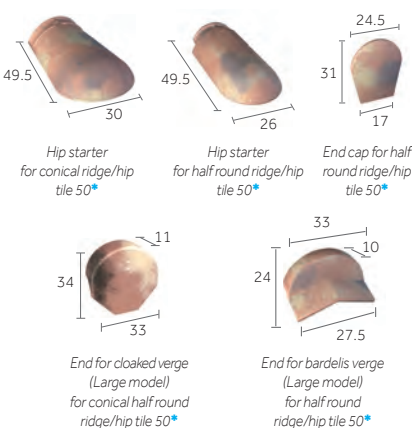 24.5
49.5
30
49.5
26
31
17
Hip starter
for conical ridge/hip
tile 50*
Hip starter
for half round ridge/hip
tile 50*
End cap for half
round ridge/hip
tile 50*
11
34
33
33
10
24
27.5
End for cloaked verge
(Large model)
for conical half round
ridge/hip tile 50*
End for bardelis verge
(Large model)
for half round
ridge/hip tile 50*